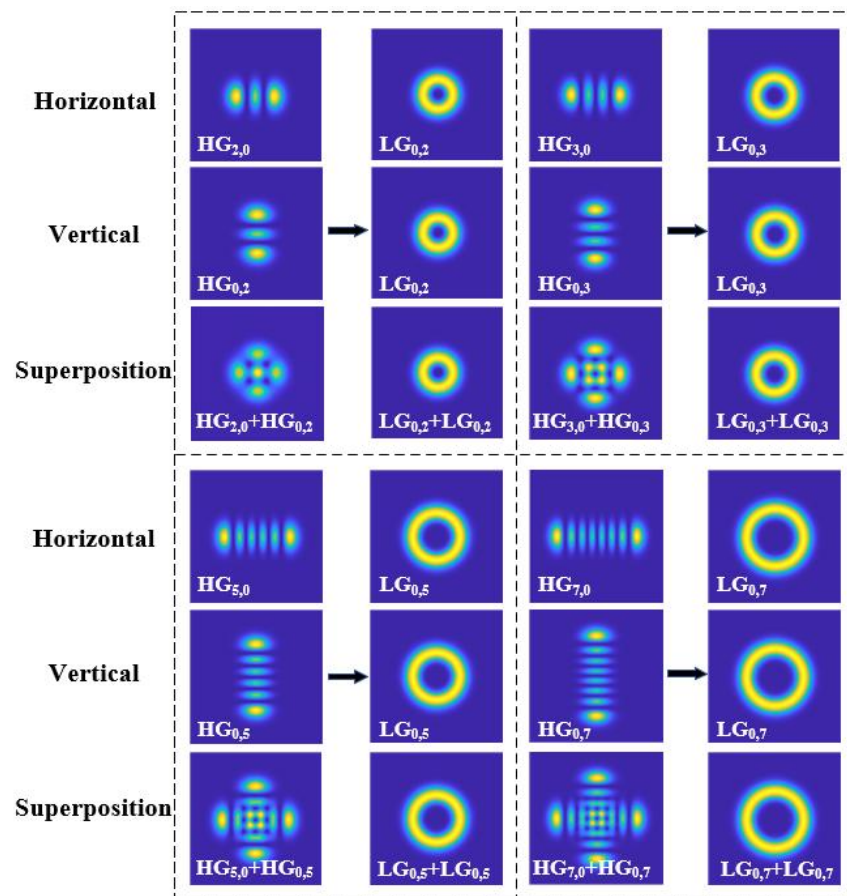 Horizontal
HG2,0
LG0,2
HG3,0
LG0,3
Vertical
HG0,2
LG0,2
HG0,3
LG0,3
Superposition
HG2,0+HG0,2
LG0,2+LG0,2
HG3,0+HG0,3
LG0,3+LG0,3
Horizontal
HG5,0
LG0,5
HG7,0
LG0,7
Vertical
HG0,5
LG0,5
HG0,7
LG0,7
Superposition
HG5,0+HG0,5
LG0,5+LG0,5
HG7,0+HG0,7
LG0,7+LG0,7